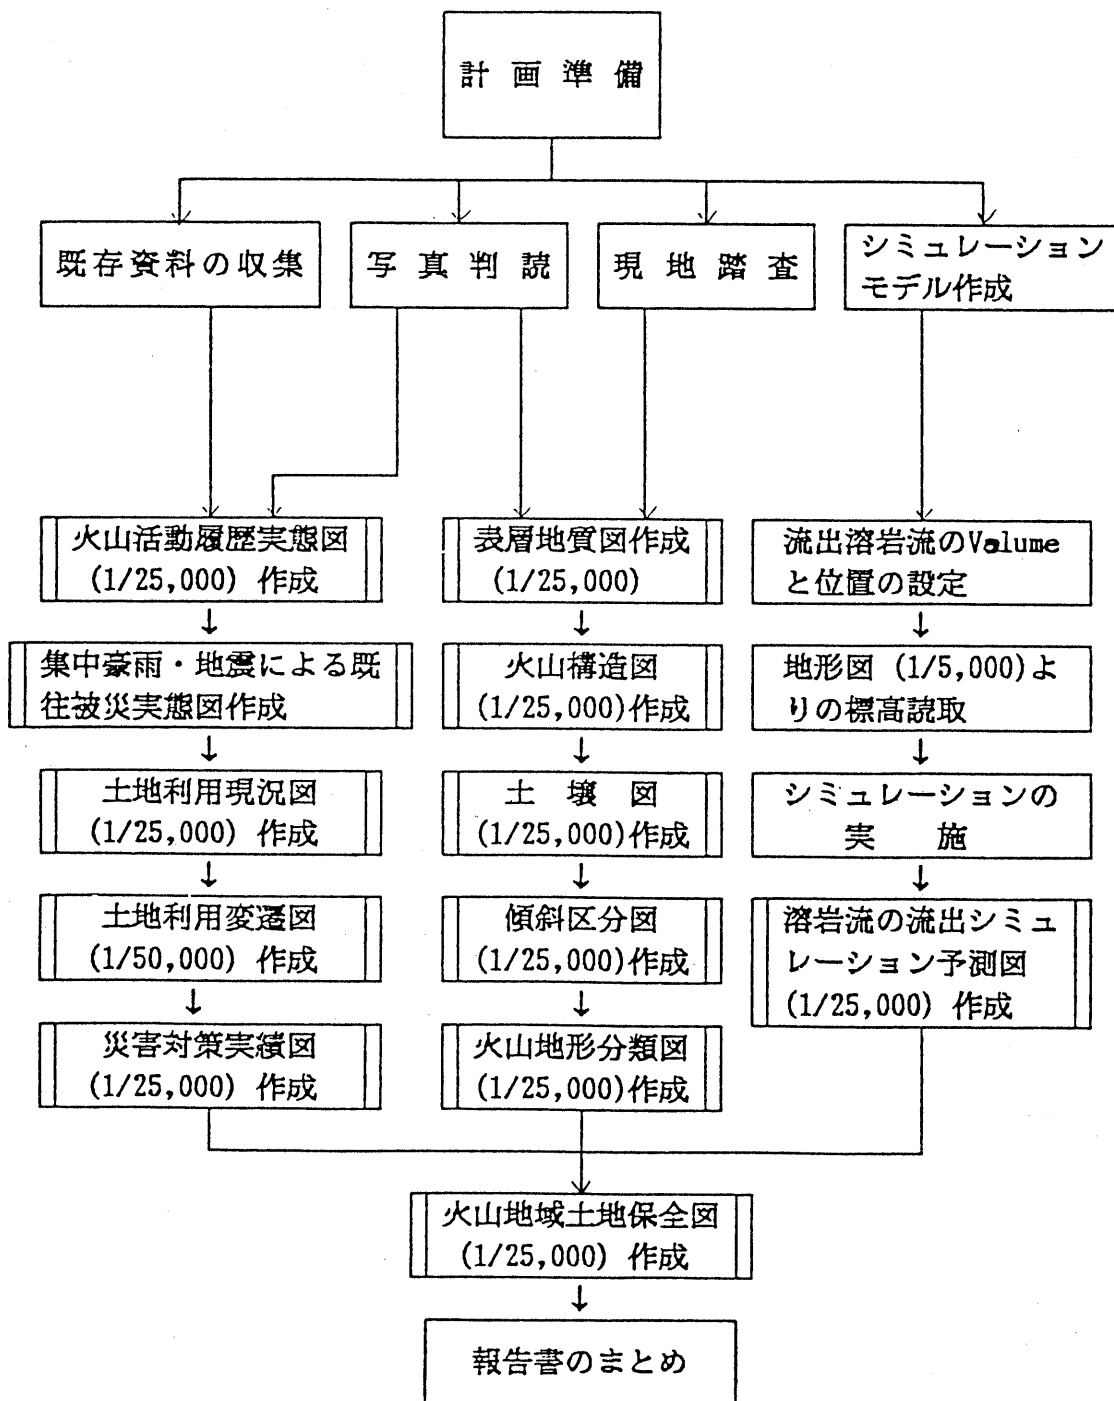 計画準備
既存資料の収集
写真判読
現地踏査
シミュレーション
モデル作成
火山活動履歴実態図
(1/25,000) 作成
集中豪雨・地震による既
往被災実態図作成
土地利用現況図
(1/25,000) 作成
土地利用変遷図
(1/50,000) 作成
災害対策実績図
(1/25,000) 作成
表層地質図作成
(1/25,000)
火山構造図
(1/25,000)作成
土壌図
(1/25,000)作成
傾斜区分図
(1/25,000)作成
火山地形分類図
(1/25,000)作成
流出溶岩流のValume
と位置の設定
地形図 (1/5,000)よ
りの標高読取
シミュレーションの
実施
溶岩流の流出シミュ
レーション予測図
(1/25,000) 作成
火山地域土地保全図
(1/25,000) 作成
報告書のまとめ